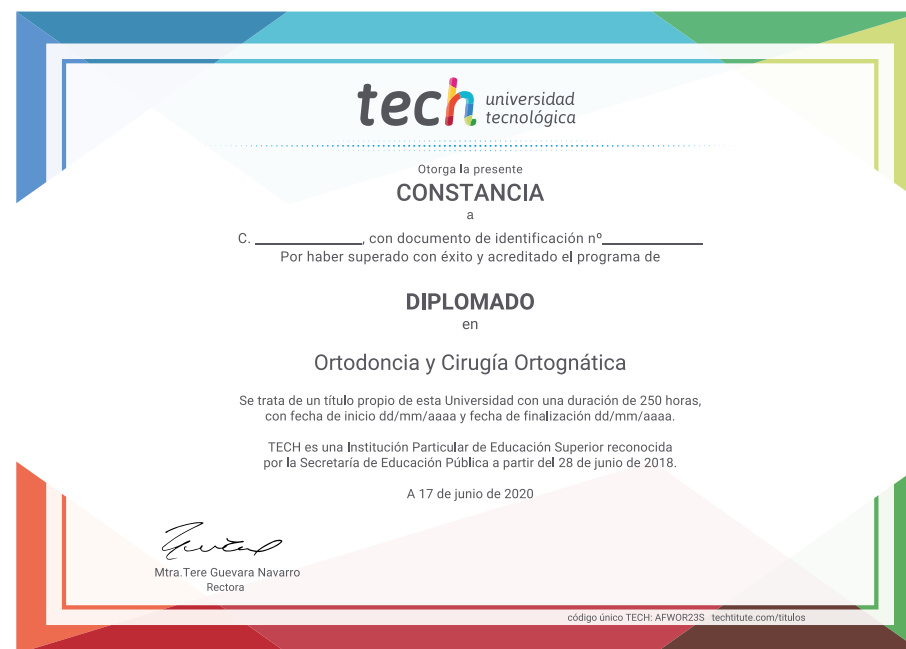 tech universidad
tecnológica
Otorga la presente
CONSTANCIA
a
C. ____________, con documento de identificación nº____________
Por haber superado con éxito y acreditado el programa de
DIPLOMADO
en
Ortodoncia y Cirugía Ortognática
Se trata de un título propio de esta Universidad con una duración de 250 horas,
con fecha de inicio dd/mm/aaaa y fecha de finalización dd/mm/aaaa.
TECH es una Institución Particular de Educación Superior reconocida
por la Secretaría de Educación Pública a partir del 28 de junio de 2018.
A 17 de junio de 2020
Mtra.Tere Guevara Navarro
Rectora
código único TECH: AFWOR23S techtitute.com/titulos